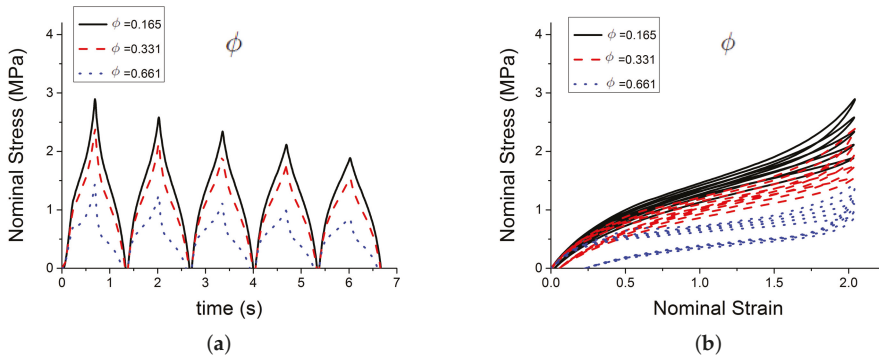 ϕ =0.165
ϕ =0.331
ϕ =0.661
ϕ
Nominal Stress (MPa)
4
3
2
1
0
0 1 2 3 4 5 6 7
time (s)
(a)
ϕ =0.165
ϕ =0.331
ϕ =0.661
ϕ
Nominal Stress (MPa)
4
3
2
1
0
0.0 0.5 1.0 1.5 2.0
Nominal Strain
(b)